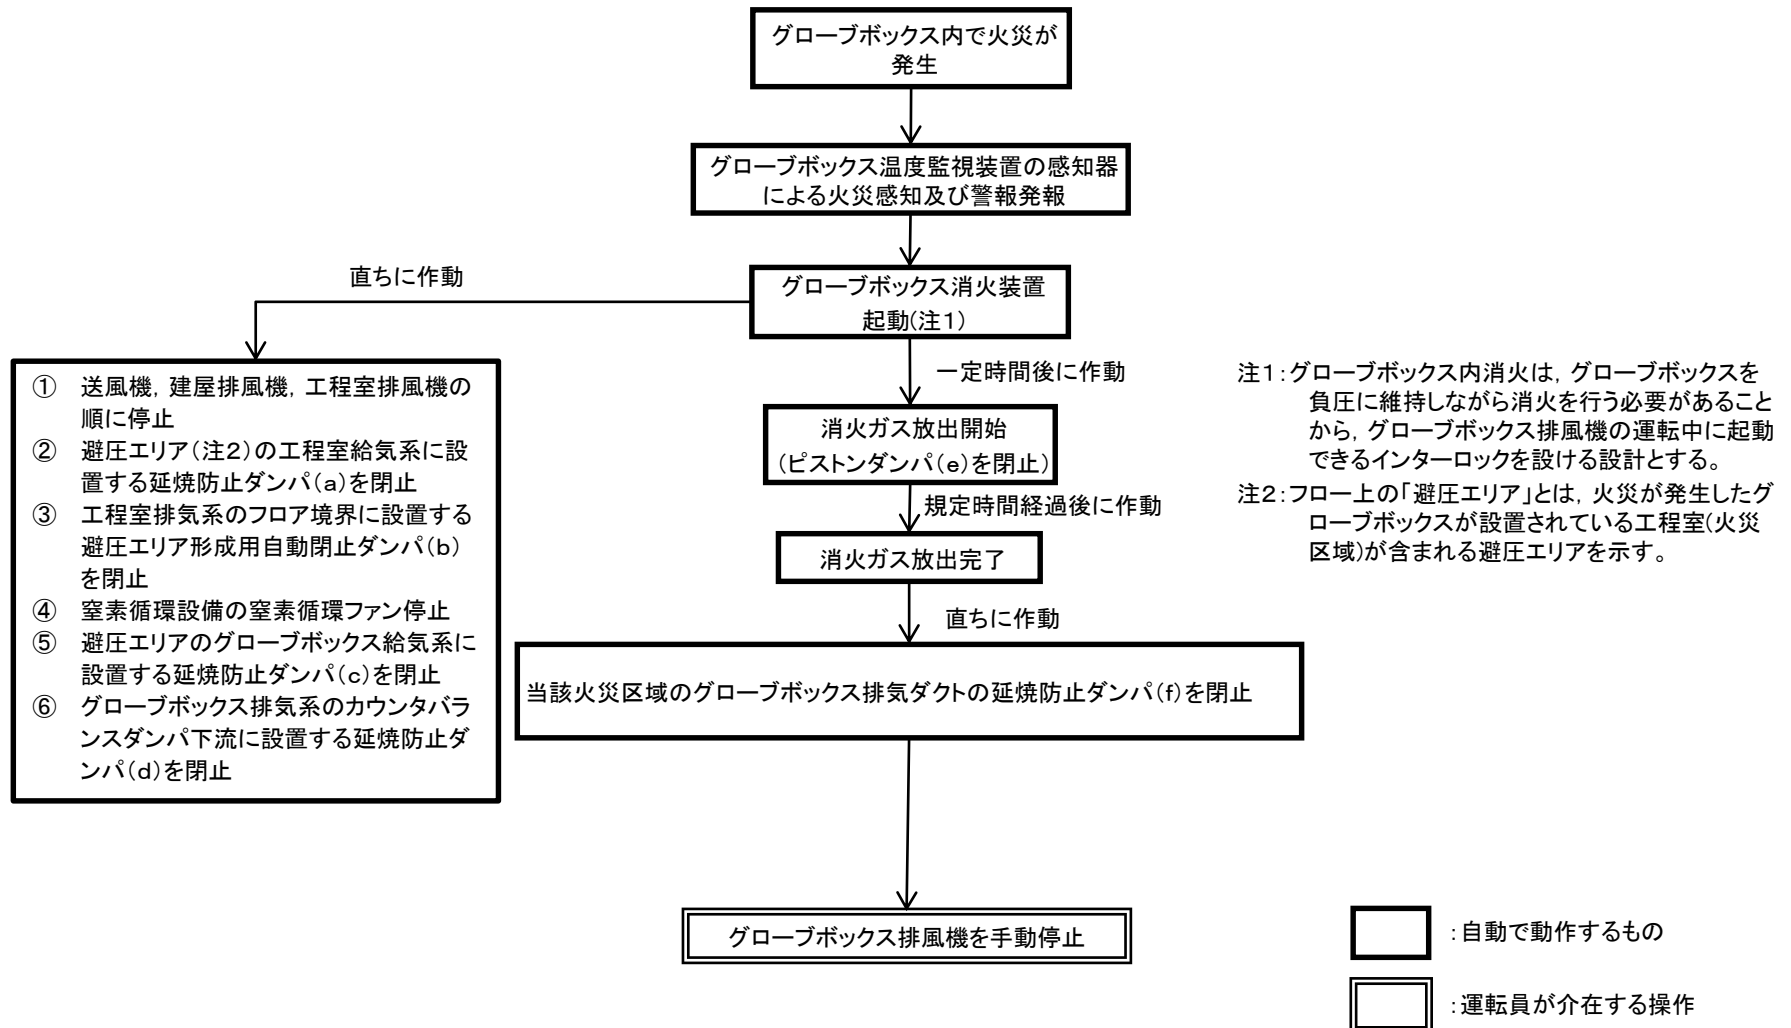 グローブボックス内で火災が
発生
グローブボックス温度監視装置の感知器
による火災感知及び警報発報
直ちに作動
グローブボックス消火装置
起動(注1)
①　送風機，建屋排風機，工程室排風機の
順に停止
②　避圧エリア(注2)の工程室給気系に設
置する延焼防止ダンパ(a)を閉止
③　工程室排気系のフロア境界に設置する
避圧エリア形成用自動閉止ダンパ(b)
を閉止
④　窒素循環設備の窒素循環ファン停止
⑤　避圧エリアのグローブボックス給気系に
設置する延焼防止ダンパ(c)を閉止
⑥　グローブボックス排気系のカウンタバラ
ンスダンパ下流に設置する延焼防止ダ
ンパ(d)を閉止
一定時間後に作動
消火ガス放出開始
(ピストンダンパ(e)を閉止)
規定時間経過後に作動
消火ガス放出完了
直ちに作動
当該火災区域のグローブボックス排気ダクトの延焼防止ダンパ(f)を閉止
グローブボックス排風機を手動停止
注1：グローブボックス内消火は，グローブボックスを
負圧に維持しながら消火を行う必要があること
から，グローブボックス排風機の運転中に起動
できるインターロックを設ける設計とする。
注2：フロー上の「避圧エリア」とは，火災が発生したグ
ローブボックスが設置されている工程室(火災
区域)が含まれる避圧エリアを示す。
：自動で動作するもの
：運転員が介在する操作